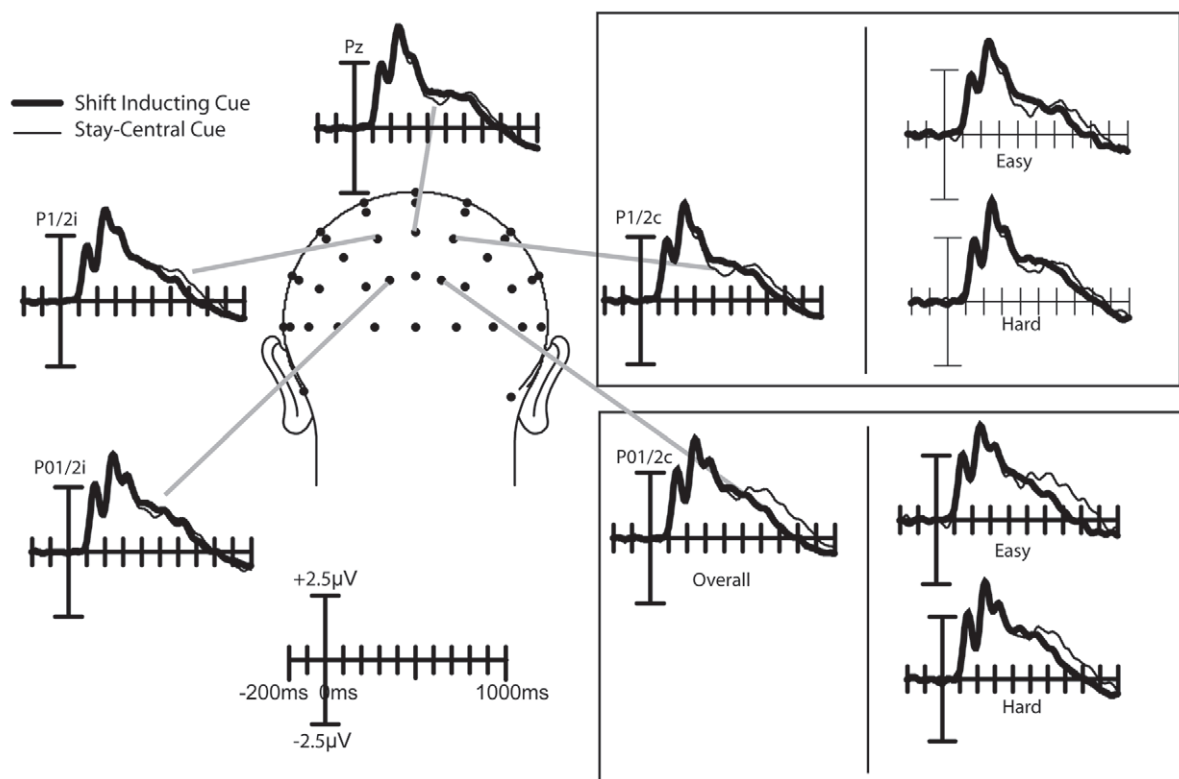 Pz
Shift Inducting Cue
Stay-Central Cue
P1/2i
P1/2c
Easy
Hard
P01/2i
P01/2c
Overall
Easy
Hard
+2.5µV
-200ms 0ms 1000ms
-2.5µV